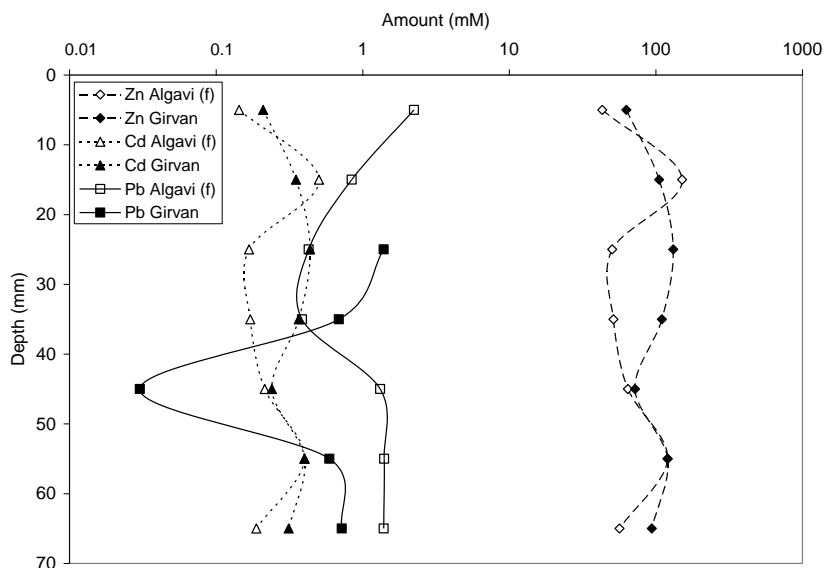 Amount (mM)
0.01 0.1 1 10 100 1000
0
10
20
30
40
50
60
70
Depth (mm)
Zn Algavi (f)
Zn Girvan
Cd Algavi (f)
Cd Girvan
Pb Algavi (f)
Pb Girvan